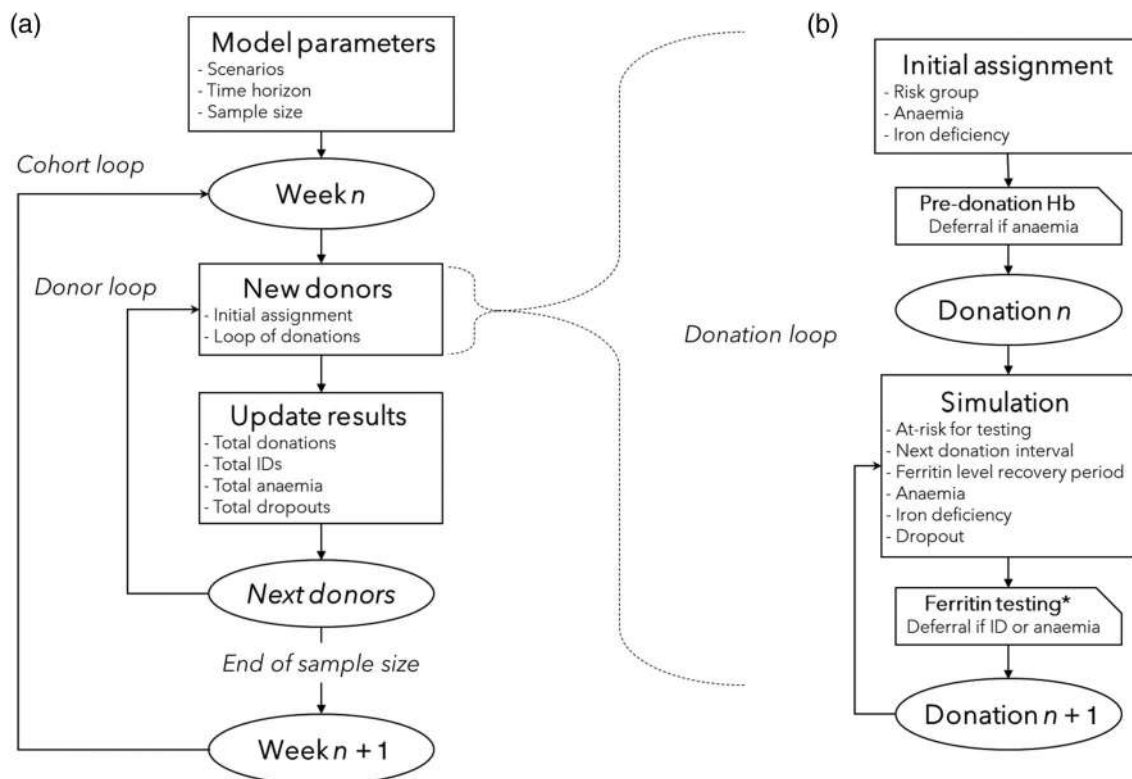 (a)
Model parameters
- Scenarios
- Time horizon
- Sample size
Cohort loop
Week n
Donor loop
New donors
- Initial assignment
- Loop of donations
Update results
- Total donations
- Total IDs
- Total anaemia
- Total dropouts
Next donors
End of sample size
Week n + 1
Donation loop
(b)
Initial assignment
- Risk group
- Anaemia
- Iron deficiency
Pre-donation Hb
Deferral if anaemia
Donation n
Simulation
- At-risk for testing
- Next donation interval
- Ferritin level recovery period
- Anaemia
- Iron deficiency
- Dropout
Ferritin testing*
Deferral if ID or anaemia
Donation n + 1